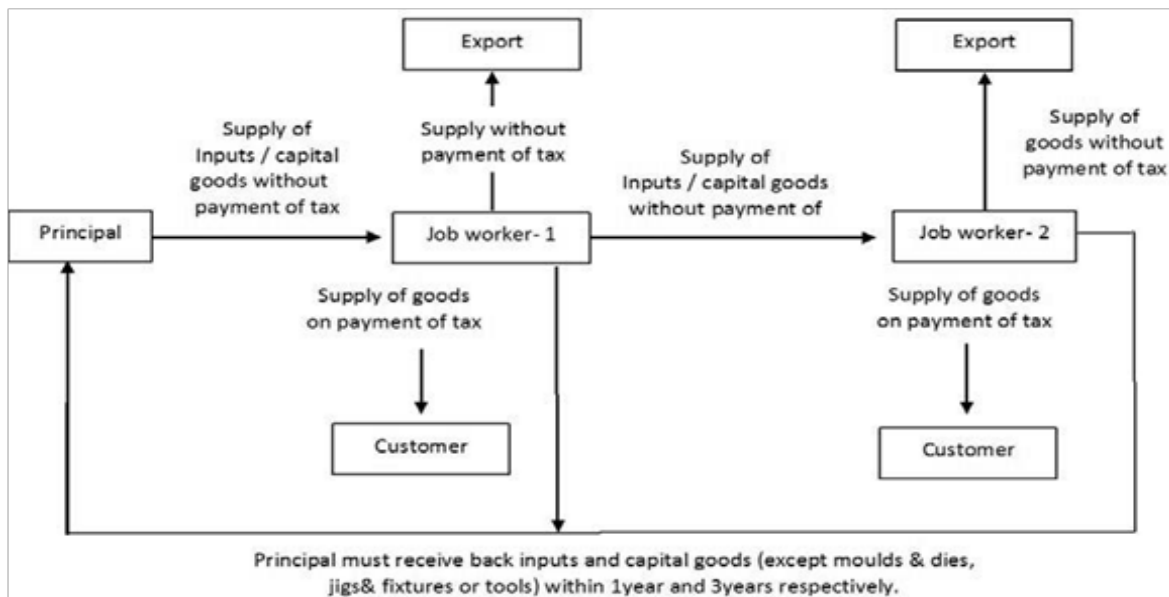 Export
Export
Supply of
Inputs / capital
goods without
payment of tax
Supply without
payment of tax
Supply of
Inputs / capital goods
without payment of
Supply of
goods without
payment of tax
Principal
Job worker- 1
Job worker- 2
Supply of goods
on payment of tax
Supply of goods
on payment of tax
Customer
Customer
Principal must receive back inputs and capital goods (except moulds & dies,
jigs& fixtures or tools) within 1year and 3years respectively.